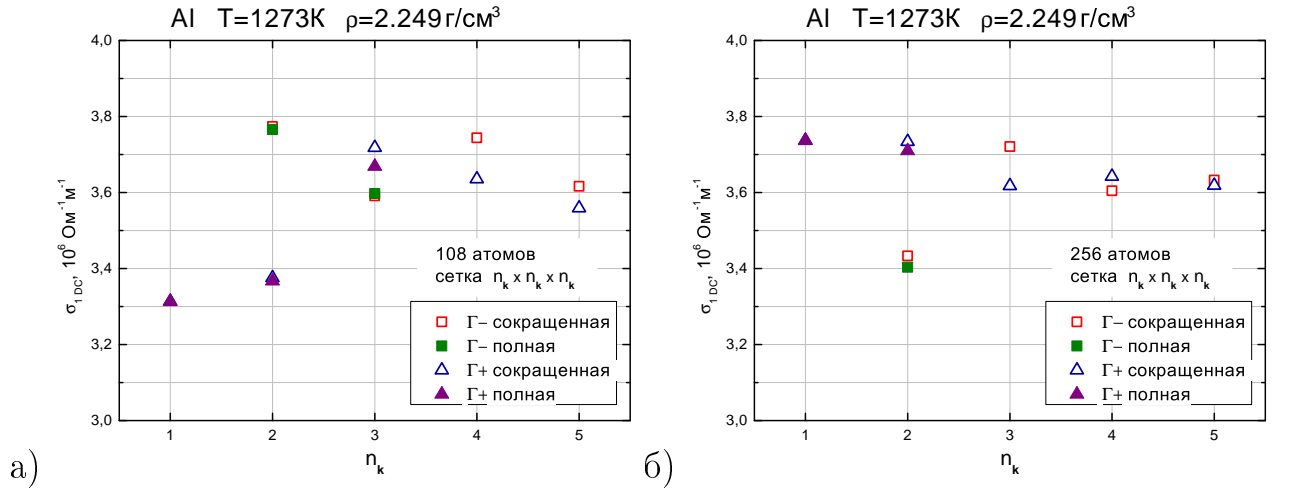 Al T=1273К ρ=2.249 г/см³
4,0
3,8
3,6
3,4
3,2
3,0
σ₁ DC, 10⁶ Ом⁻¹м⁻¹
108 атомов
сетка nₖ x nₖ x nₖ
Γ− сокращенная
Γ− полная
Γ+ сокращенная
Γ+ полная
1 2 3 4 5
nₖ
а)
Al T=1273К ρ=2.249 г/см³
4,0
3,8
3,6
3,4
3,2
3,0
σ₁ DC, 10⁶ Ом⁻¹м⁻¹
256 атомов
сетка nₖ x nₖ x nₖ
Γ− сокращенная
Γ− полная
Γ+ сокращенная
Γ+ полная
1 2 3 4 5
nₖ
б)